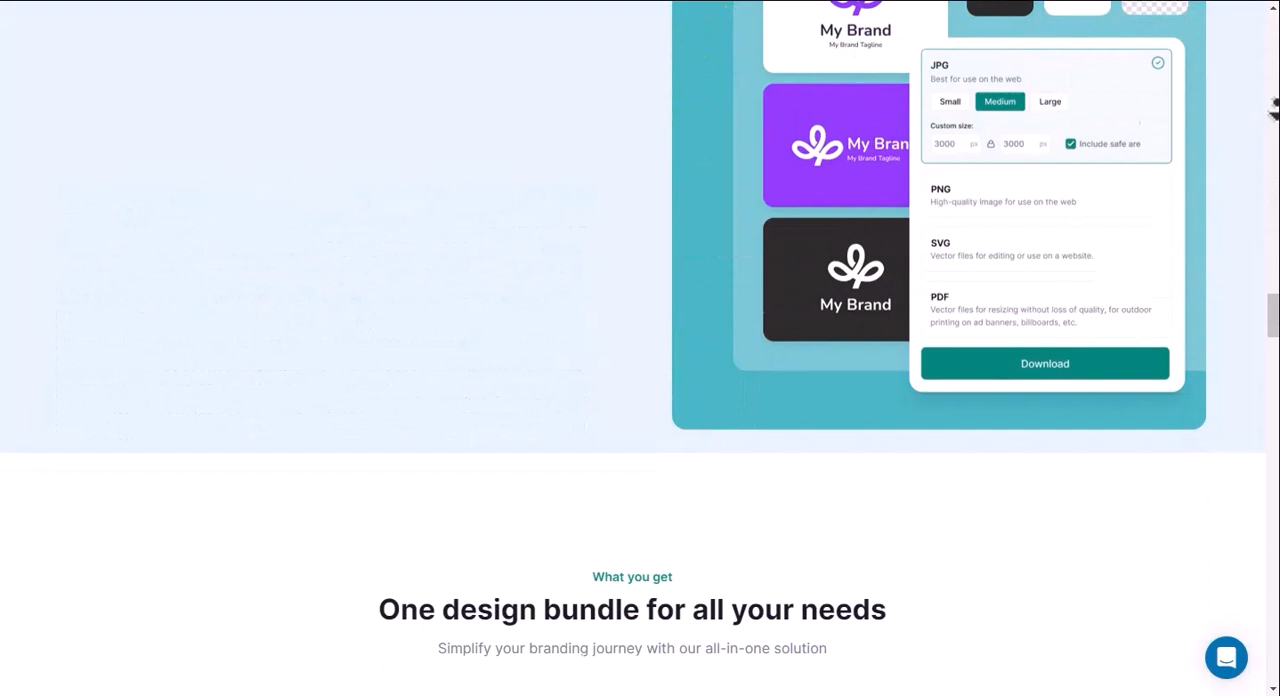 My Brand
My Brand Tagline
My Bran
My Brand Tagline
My Brand
JPG
Best for use on the web
Small Medium Large
Custom size:
3000 px 3000 px Include safe are
PNG
High-quality image for use on the web
SVG
Vector files for editing or use on a website.
PDF
Vector files for resizing without loss of quality, for outdoor
printing on ad banners, billboards, etc.
Download
What you get
One design bundle for all your needs
Simplify your branding journey with our all-in-one solution